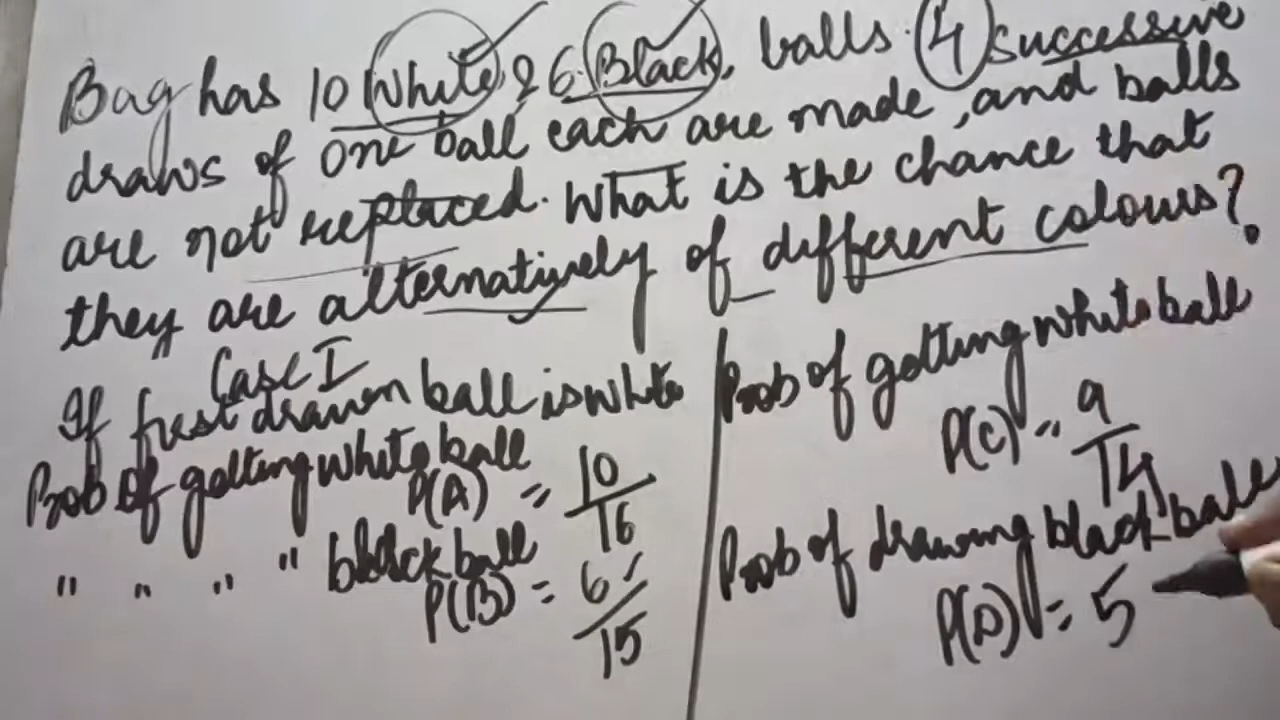 Bag has 10 White & 6 Black balls. 4 successive
draws of one ball each are made, and balls
are not replaced. What is the chance that
they are alternatively of different colours?
Case I
If first drawn ball is white
Prob of getting white ball
P(A) = 10/16
" " " " black ball
P(B) = 6/15
Prob of getting white ball
P(C) = 9/14
Prob of drawing black ball
P(D) = 5